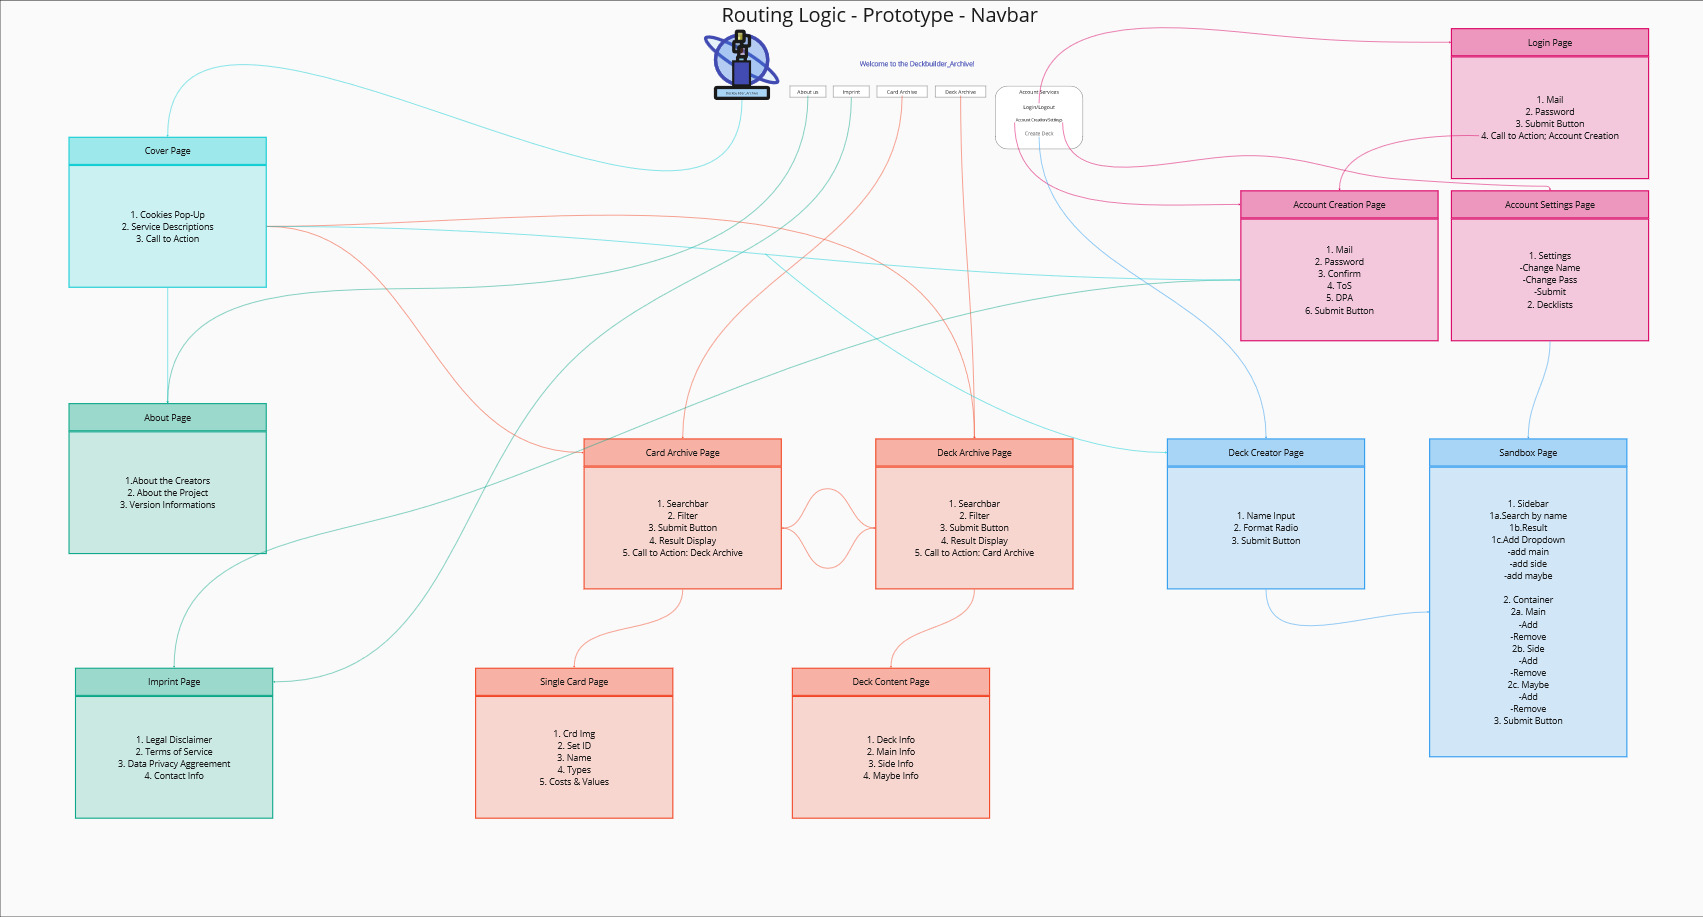 Routing Logic - Prototype - Navbar
Welcome to the Deckbuilder_Archive!
About us
Imprint
Card Archive
Deck Archive
Account Services
Login/Logout
Account Creation/Settings
Create Deck
Login Page
1. Mail
2. Password
3. Submit Button
4. Call to Action; Account Creation
Cover Page
1. Cookies Pop-Up
2. Service Descriptions
3. Call to Action
Account Creation Page
1. Mail
2. Password
3. Confirm
4. ToS
5. DPA
6. Submit Button
Account Settings Page
1. Settings
-Change Name
-Change Pass
-Submit
2. Decklists
About Page
1.About the Creators
2. About the Project
3. Version Informations
Card Archive Page
1. Searchbar
2. Filter
3. Submit Button
4. Result Display
5. Call to Action: Deck Archive
Deck Archive Page
1. Searchbar
2. Filter
3. Submit Button
4. Result Display
5. Call to Action: Card Archive
Deck Creator Page
1. Name Input
2. Format Radio
3. Submit Button
Sandbox Page
1. Sidebar
1a.Search by name
1b.Result
1c.Add Dropdown
-add main
-add side
-add maybe
2. Container
2a. Main
-Add
-Remove
2b. Side
-Add
-Remove
2c. Maybe
-Add
-Remove
3. Submit Button
Imprint Page
1. Legal Disclaimer
2. Terms of Service
3. Data Privacy Aggreement
4. Contact Info
Single Card Page
1. Crd Img
2. Set ID
3. Name
4. Types
5. Costs & Values
Deck Content Page
1. Deck Info
2. Main Info
3. Side Info
4. Maybe Info